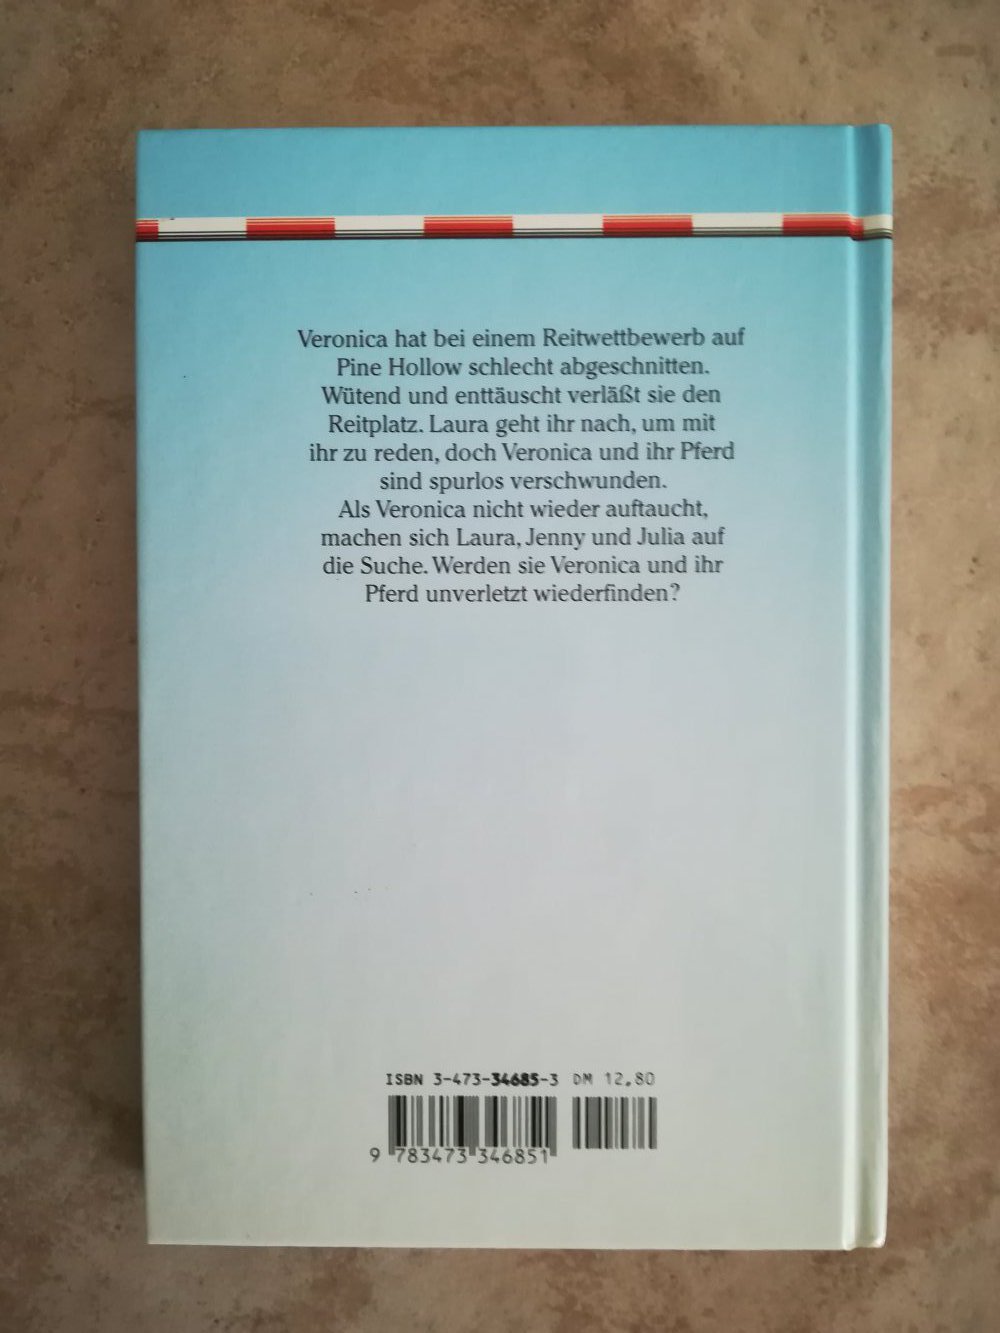 Veronica hat bei einem Reitwettbewerb auf
Pine Hollow schlecht abgeschnitten.
Wütend und enttäuscht verläßt sie den
Reitplatz. Laura geht ihr nach, um mit
ihr zu reden, doch Veronica und ihr Pferd
sind spurlos verschwunden.
Als Veronica nicht wieder auftaucht,
machen sich Laura, Jenny und Julia auf
die Suche. Werden sie Veronica und ihr
Pferd unverletzt wiederfinden?
ISBN 3-473-34685-3 DM 12,80
9 783473 346851